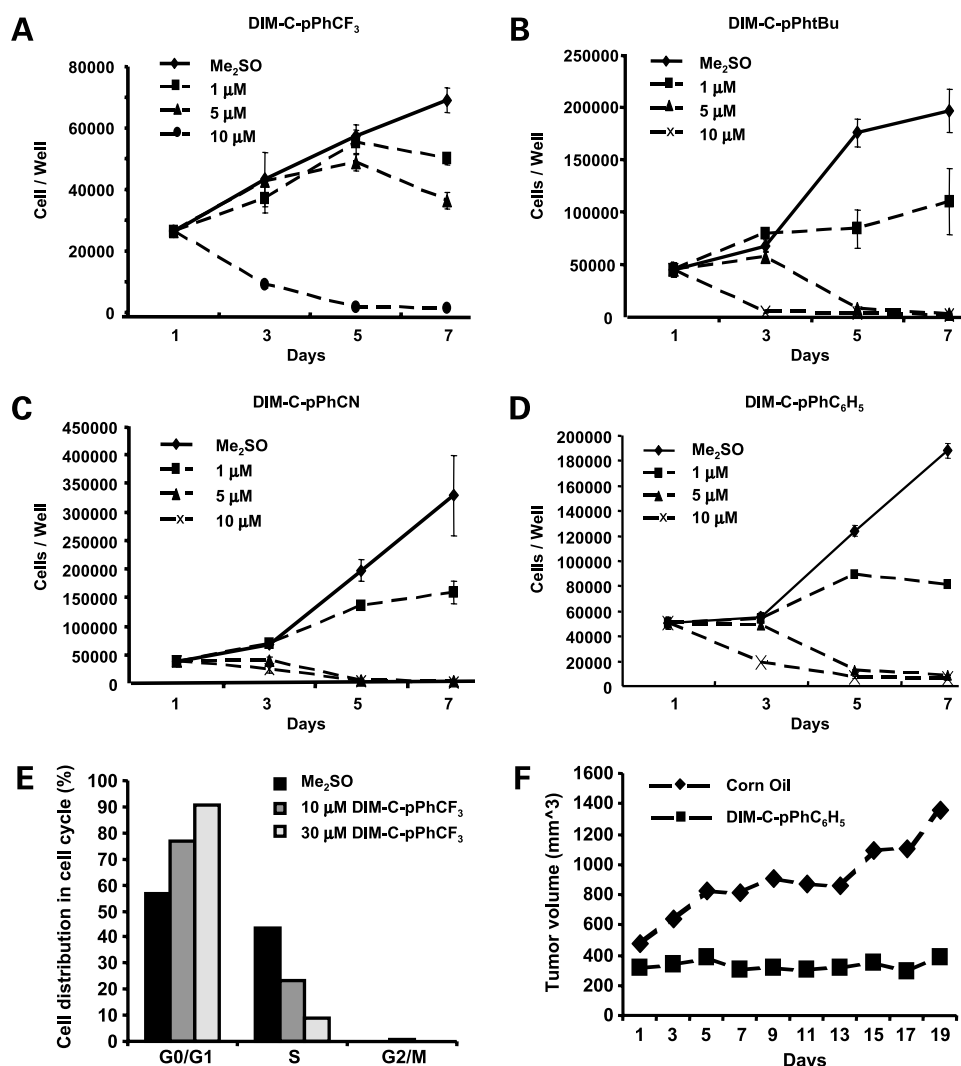 A
DIM-C-pPhCF₃
Me₂SO
1 μM
5 μM
10 μM
80000
60000
40000
20000
0
Cell / Well
1 3 5 7
Days
B
DIM-C-pPhtBu
Me₂SO
1 μM
5 μM
10 μM
250000
200000
150000
100000
50000
0
Cells / Well
1 3 5 7
Days
C
DIM-C-pPhCN
Me₂SO
1 μM
5 μM
10 μM
450000
400000
350000
300000
250000
200000
150000
100000
50000
0
Cells / Well
1 3 5 7
Days
D
DIM-C-pPhC₆H₅
Me₂SO
1 μM
5 μM
10 μM
200000
180000
160000
140000
120000
100000
80000
60000
40000
20000
0
Cells / Well
1 3 5 7
Days
E
Me₂SO
10 μM DIM-C-pPhCF₃
30 μM DIM-C-pPhCF₃
100
90
80
70
60
50
40
30
20
10
0
Cell distribution in cell cycle (%)
G0/G1 S G2/M
F
Corn Oil
DIM-C-pPhC₆H₅
1600
1400
1200
1000
800
600
400
200
0
Tumor volume (mm^3)
1 3 5 7 9 11 13 15 17 19
Days